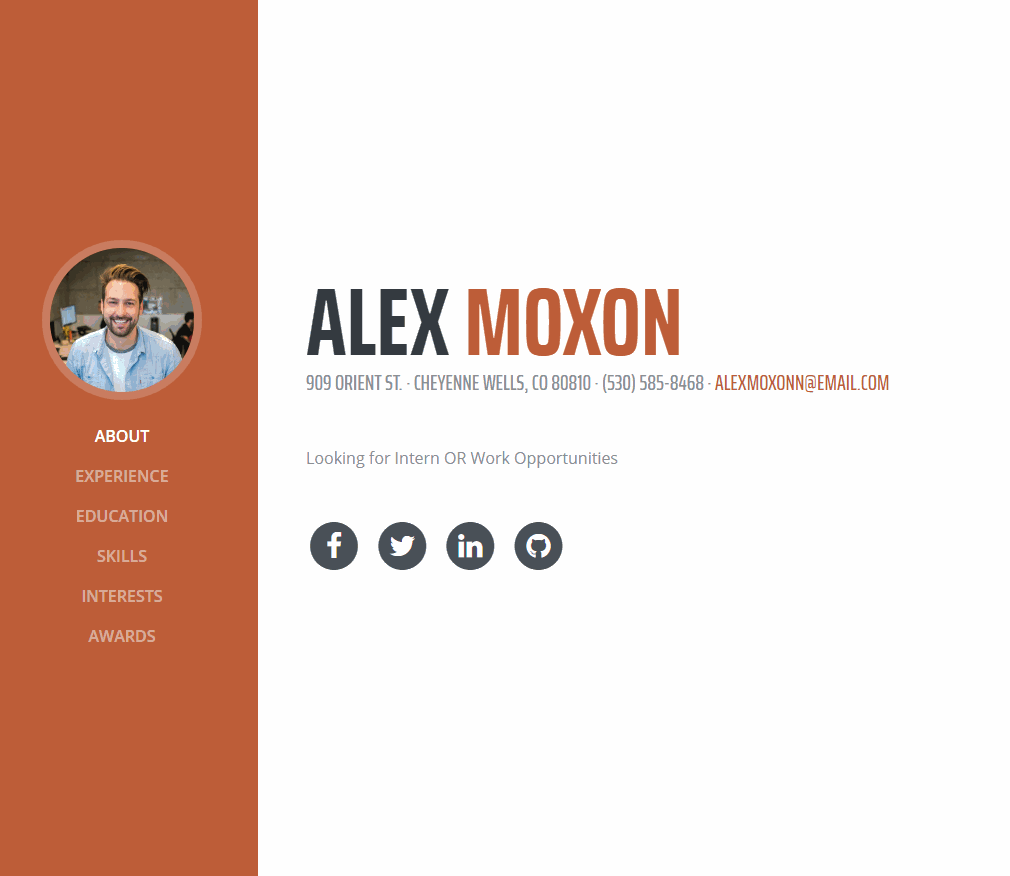 ABOUT
EXPERIENCE
EDUCATION
SKILLS
INTERESTS
AWARDS
ALEX MOXON
909 ORIENT ST. · CHEYENNE WELLS, CO 80810 · (530) 585-8468 · ALEXMOXONN@EMAIL.COM
Looking for Intern OR Work Opportunities